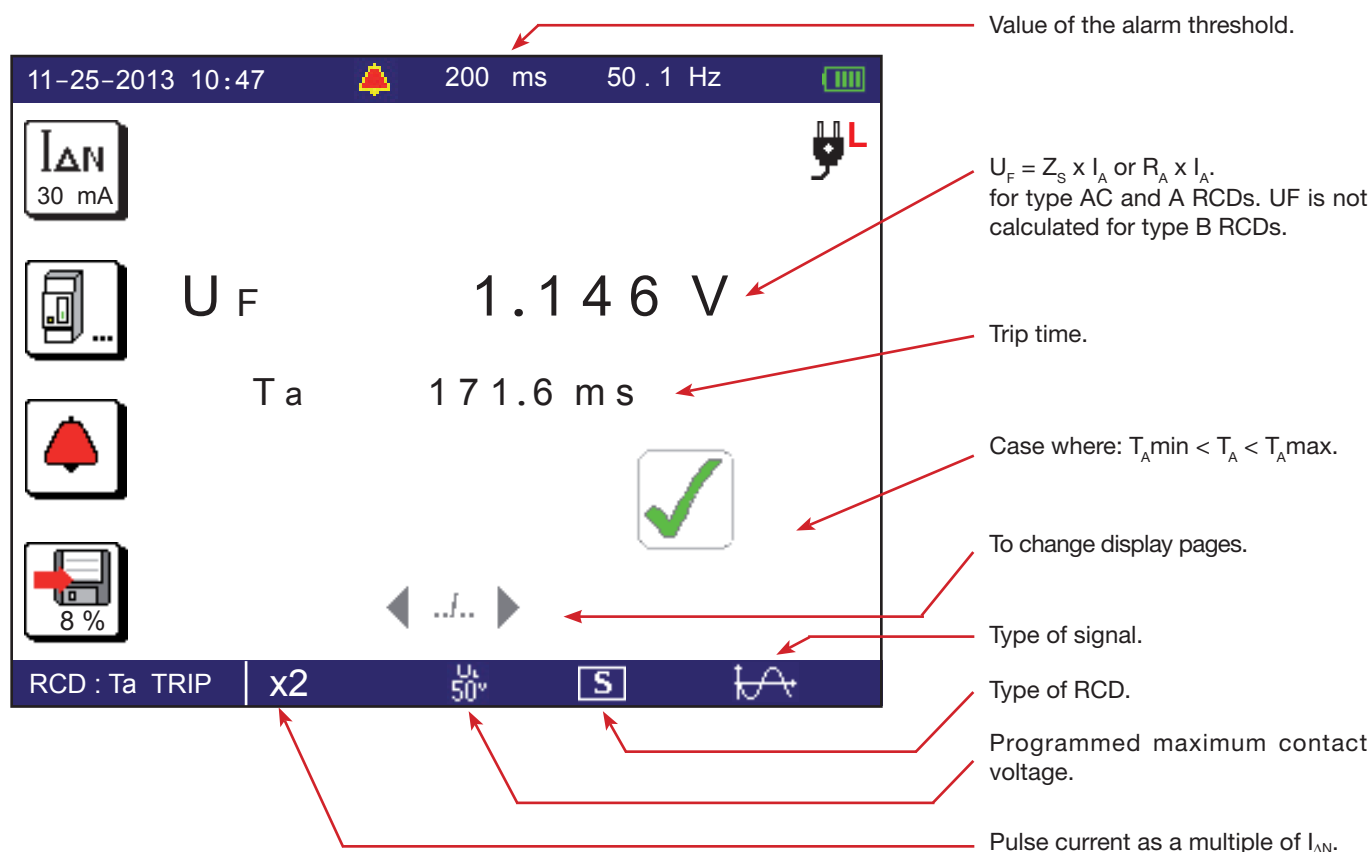 Value of the alarm threshold.
11-25-2013 10:47 200 ms 50.1 Hz
IΔN
30 mA
L
UF = ZS x IA or RA x IA.
for type AC and A RCDs. UF is not
calculated for type B RCDs.
...
UF 1.146 V
Trip time.
Ta 171.6 ms
Case where: TAmin < TA < TAmax.
To change display pages.
8 %
../..
Type of signal.
RCD : Ta TRIP x2 UL 50v S
Type of RCD.
Programmed maximum contact
voltage.
Pulse current as a multiple of IΔN.